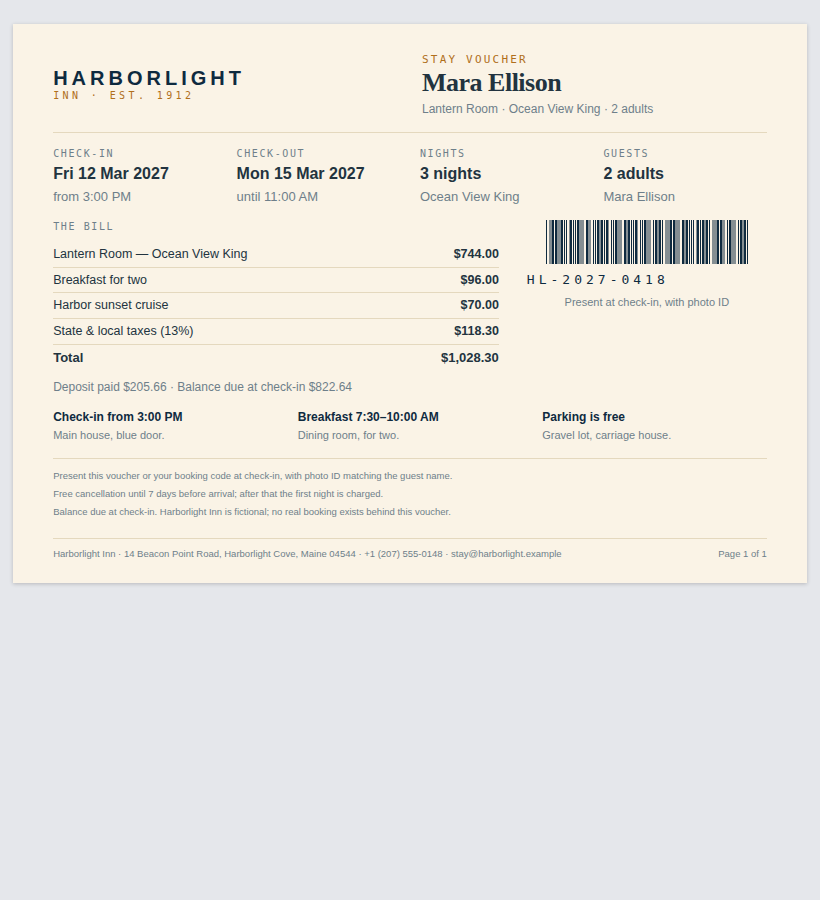 HARBORLIGHT
INN · EST. 1912
STAY VOUCHER
Mara Ellison
Lantern Room · Ocean View King · 2 adults
CHECK-IN
Fri 12 Mar 2027
from 3:00 PM
CHECK-OUT
Mon 15 Mar 2027
until 11:00 AM
NIGHTS
3 nights
Ocean View King
GUESTS
2 adults
Mara Ellison
THE BILL
Lantern Room — Ocean View King $744.00
Breakfast for two $96.00
Harbor sunset cruise $70.00
State & local taxes (13%) $118.30
Total $1,028.30
Deposit paid $205.66 · Balance due at check-in $822.64
HL-2027-0418
Present at check-in, with photo ID
Check-in from 3:00 PM
Main house, blue door.
Breakfast 7:30–10:00 AM
Dining room, for two.
Parking is free
Gravel lot, carriage house.
Present this voucher or your booking code at check-in, with photo ID matching the guest name.
Free cancellation until 7 days before arrival; after that the first night is charged.
Balance due at check-in. Harborlight Inn is fictional; no real booking exists behind this voucher.
Harborlight Inn · 14 Beacon Point Road, Harborlight Cove, Maine 04544 · +1 (207) 555-0148 · stay@harborlight.example
Page 1 of 1